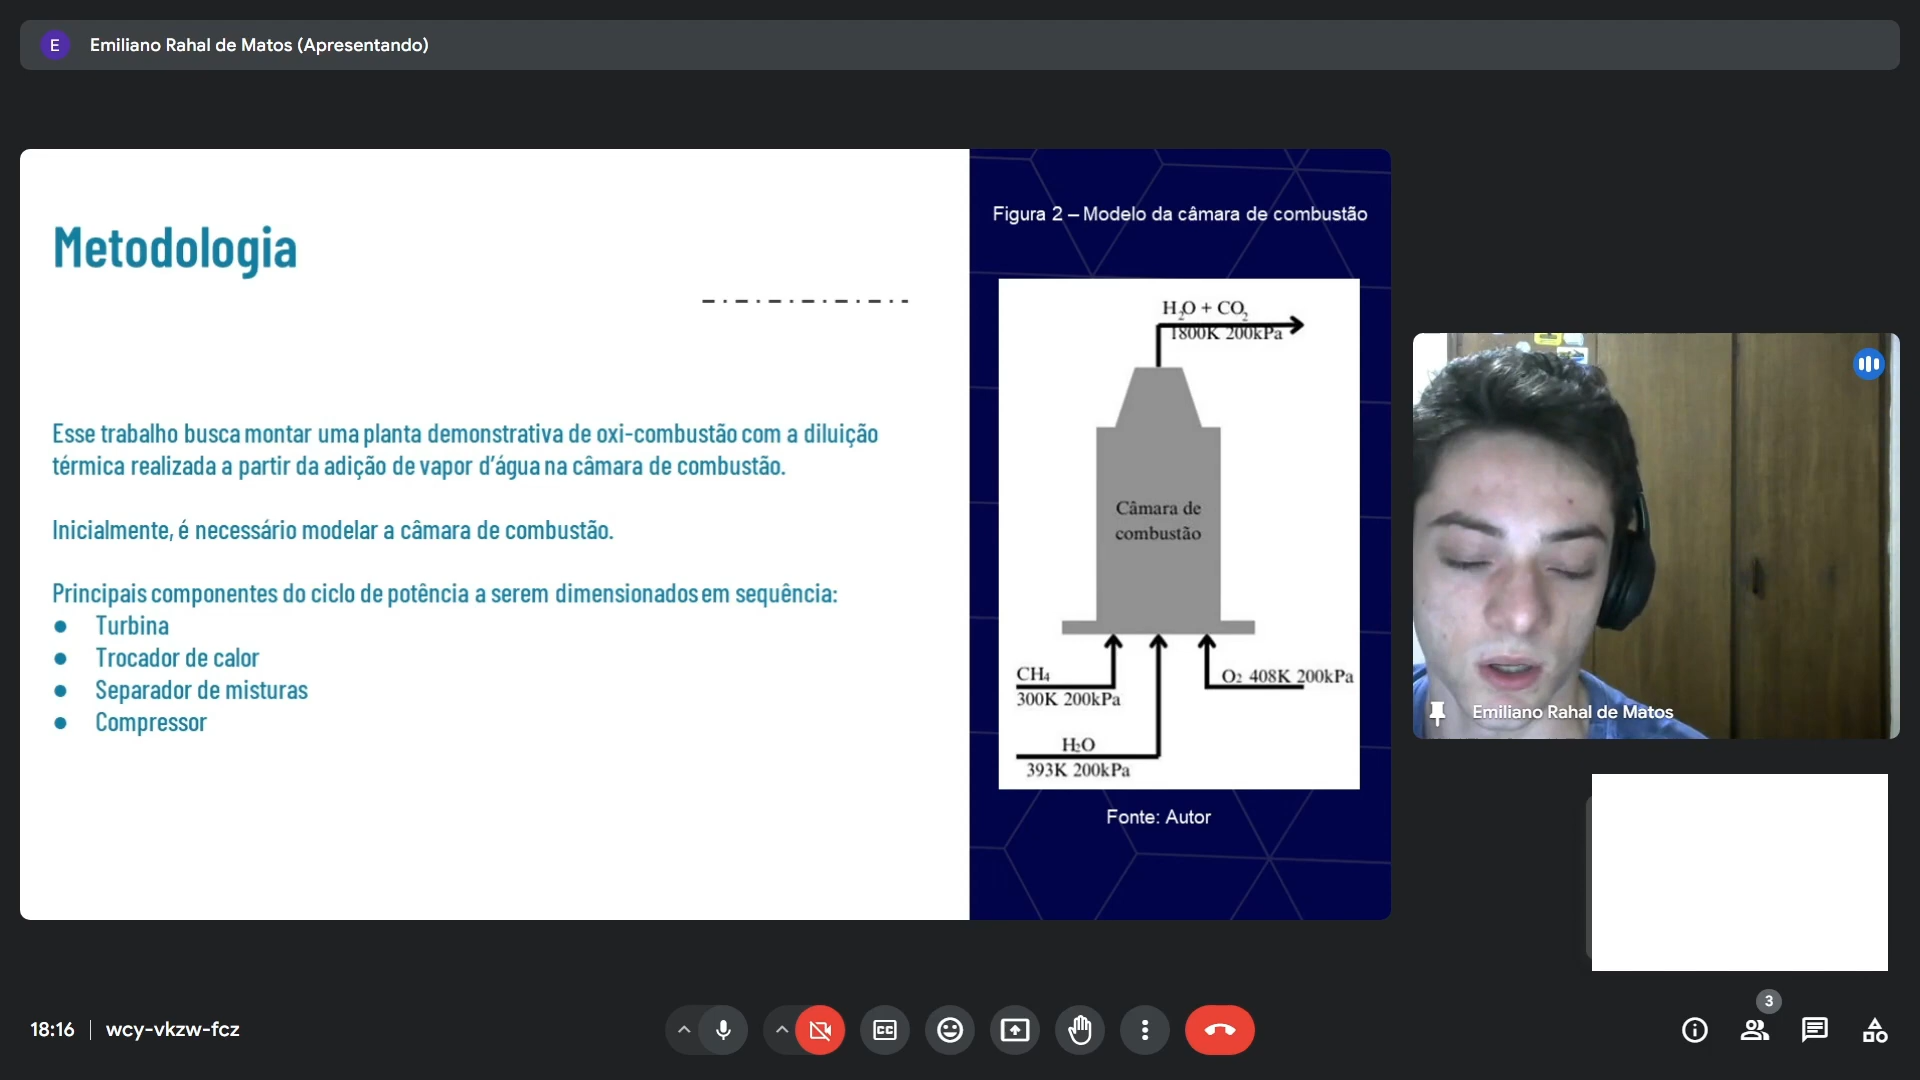 E
Emiliano Rahal de Matos (Apresentando)
Metodologia
Esse trabalho busca montar uma planta demonstrativa de oxi-combustão com a diluição
térmica realizada a partir da adição de vapor d’água na câmara de combustão.
Inicialmente, é necessário modelar a câmara de combustão.
Principais componentes do ciclo de potência a serem dimensionados em sequência:
● Turbina
● Trocador de calor
● Separador de misturas
● Compressor
Figura 2 – Modelo da câmara de combustão
H₂O + CO₂
1800K 200kPa
Câmara de
combustão
CH₄
300K 200kPa
O₂ 408K 200kPa
H₂O
393K 200kPa
Fonte: Autor
Emiliano Rahal de Matos
18:16 | wcy-vkzw-fcz
CC
3